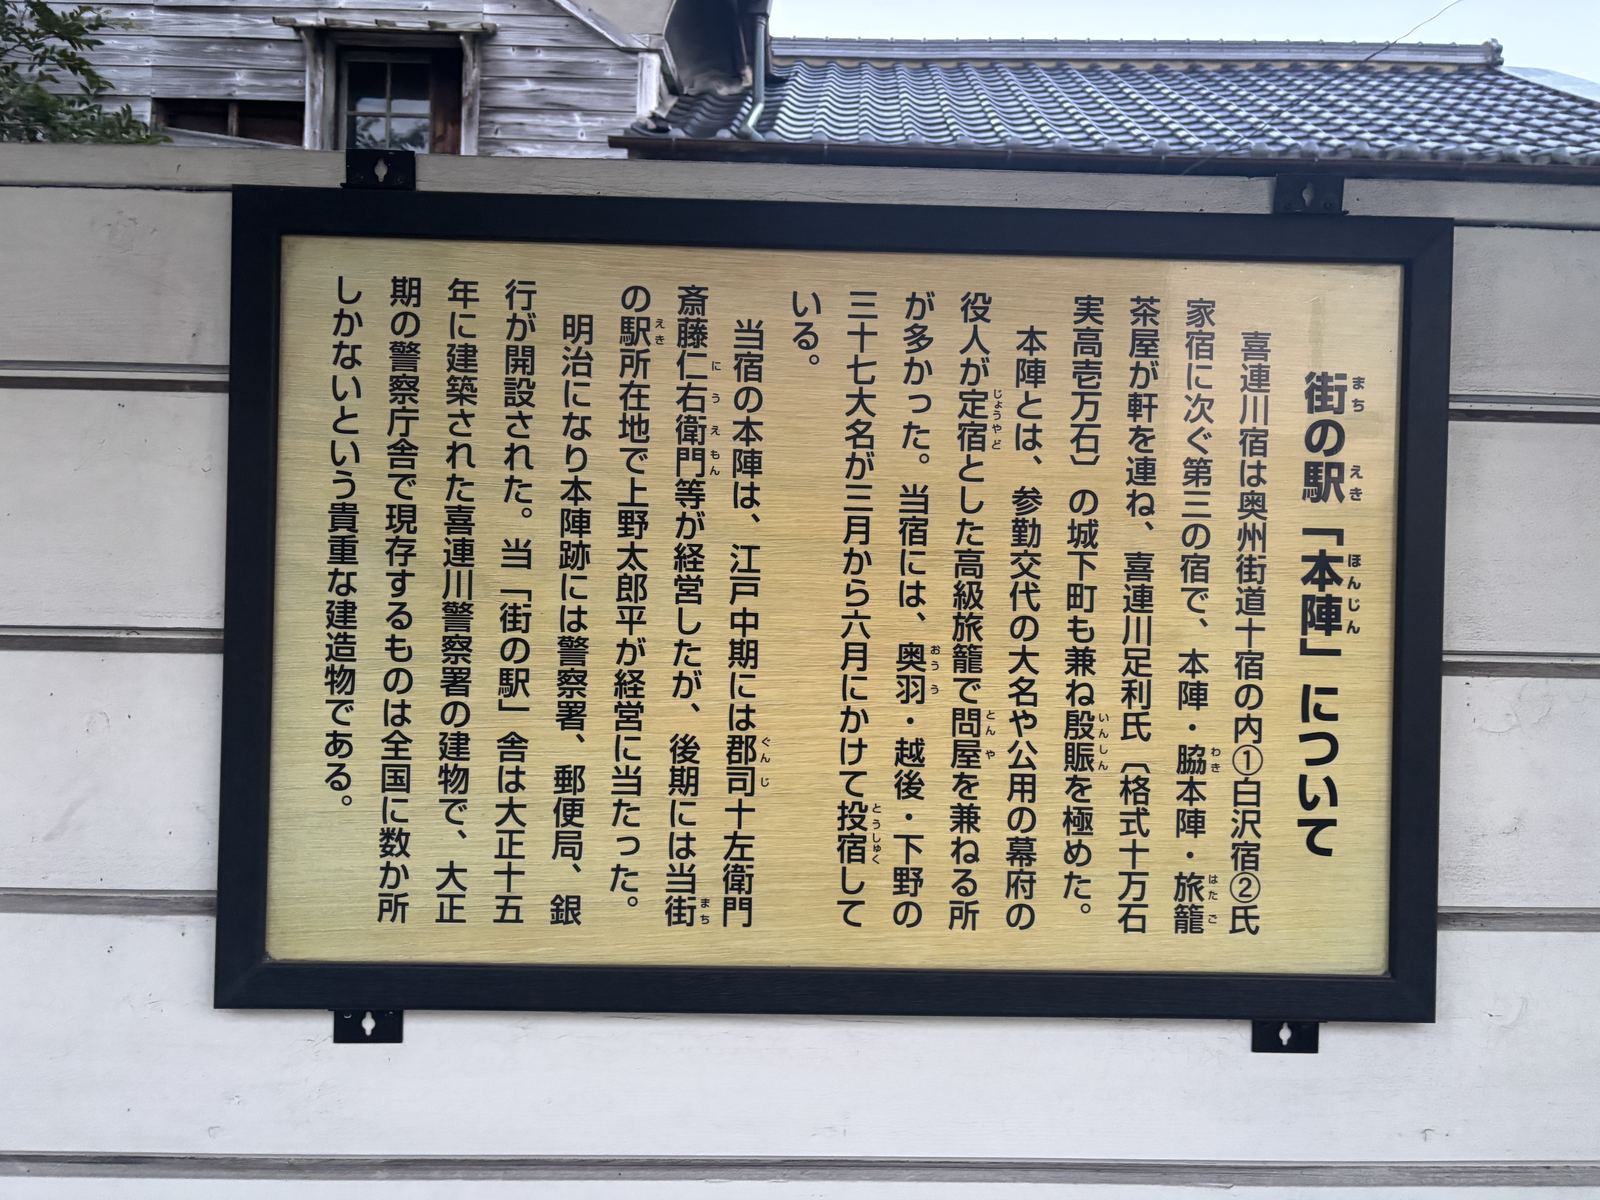 街の駅「本陣」について
喜連川宿は奥州街道十宿の内①白沢宿②氏
家宿に次ぐ第三の宿で、本陣・脇本陣・旅籠
茶屋が軒を連ね、喜連川足利氏〔格式十万石
実高壱万石〕の城下町も兼ね殷賑を極めた。
本陣とは、参勤交代の大名や公用の幕府の
役人が定宿とした高級旅籠で問屋を兼ねる所
が多かった。当宿には、奥羽・越後・下野の
三十七大名が三月から六月にかけて投宿して
いる。
当宿の本陣は、江戸中期には郡司十左衛門
斎藤仁右衛門等が経営したが、後期には当街
の駅所在地で上野太郎平が経営に当たった。
明治になり本陣跡には警察署、郵便局、銀
行が開設された。当「街の駅」舎は大正十五
年に建築された喜連川警察署の建物で、大正
期の警察庁舎で現存するものは全国に数か所
しかないという貴重な建造物である。